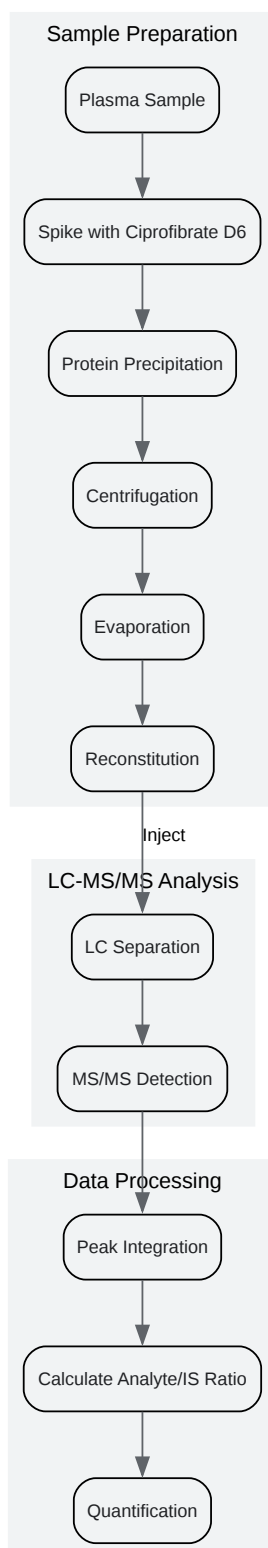 Sample Preparation
Plasma Sample
Spike with Ciprofibrate D6
Protein Precipitation
Centrifugation
Evaporation
Reconstitution
Inject
LC-MS/MS Analysis
LC Separation
MS/MS Detection
Data Processing
Peak Integration
Calculate Analyte/IS Ratio
Quantification